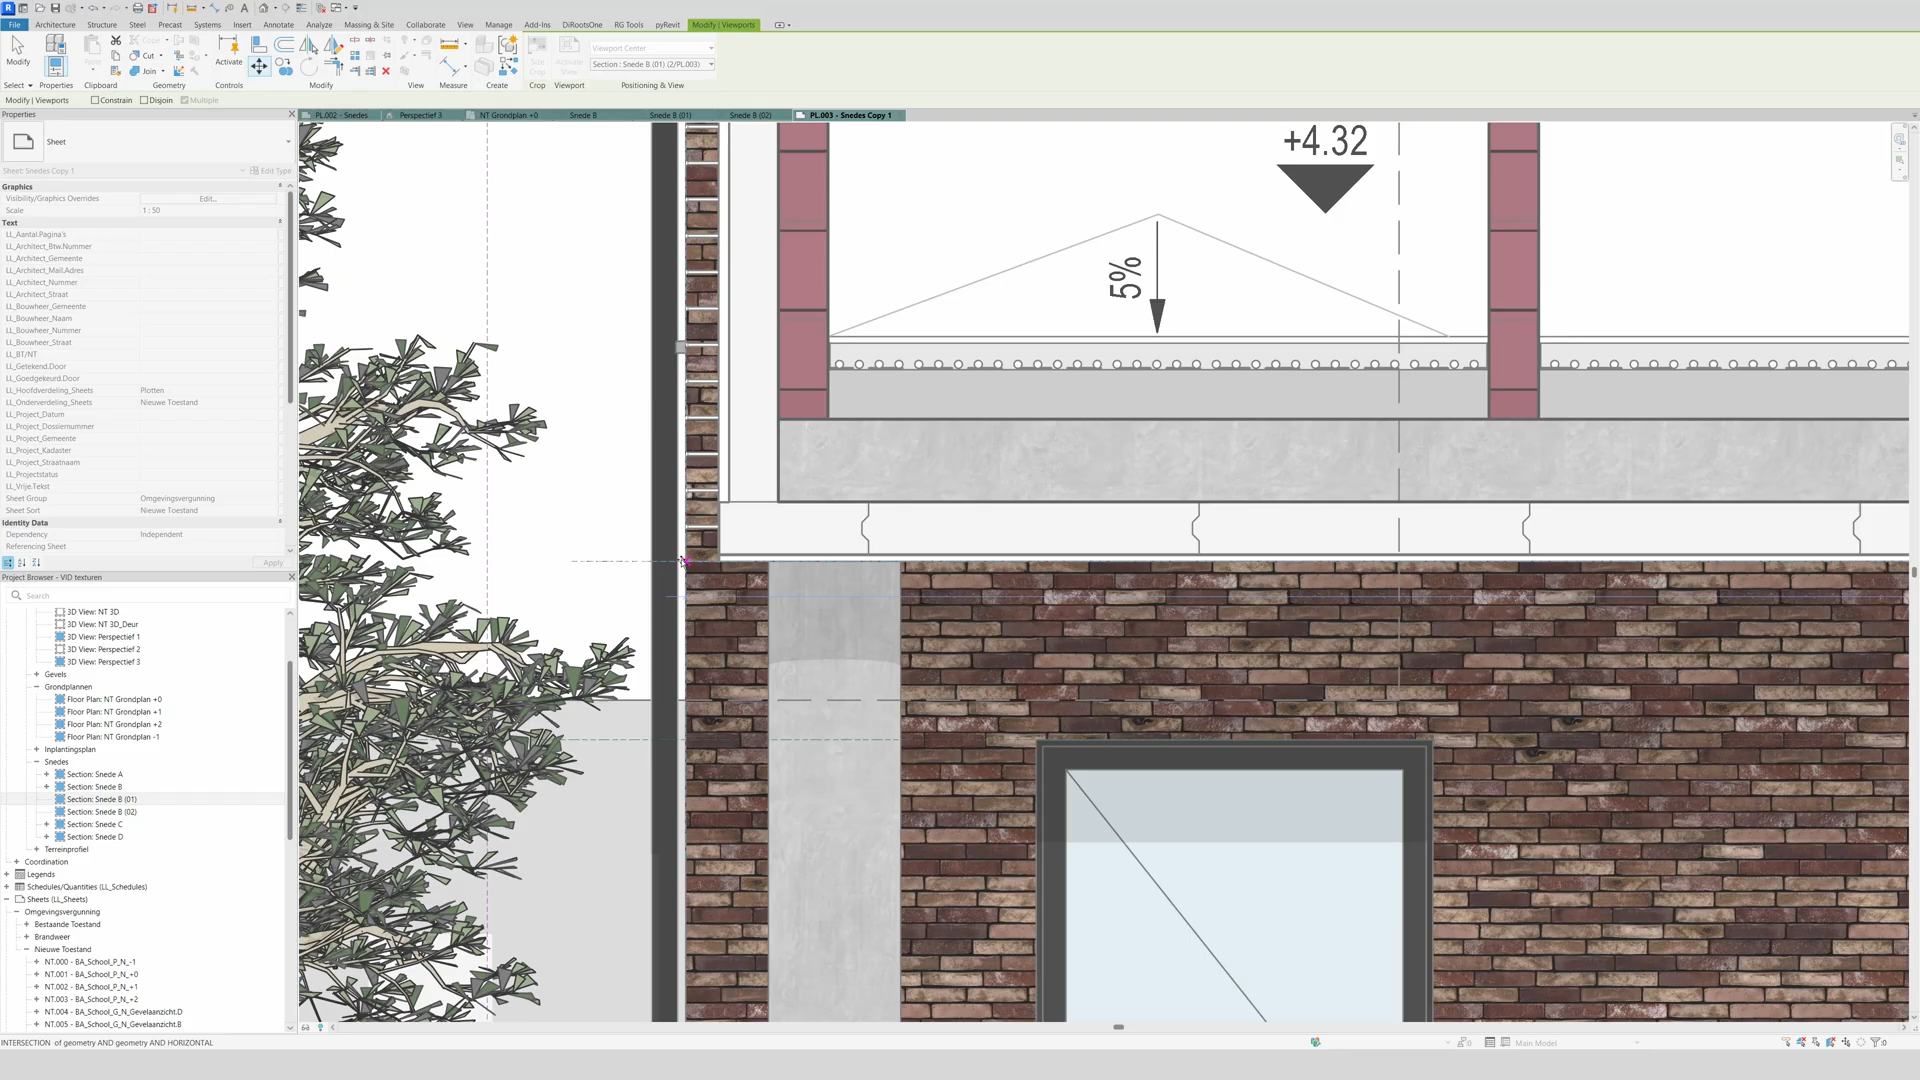 Architecture Structure Steel Precast Systems Insert Annotate Analyze Massing & Site Collaborate View Manage Add-Ins DiRootsOne RG Tools pyRevit Modify | Viewports
File
Cope
Cut
Join
Modify
Paste
Activate
Size Crop
Activate View
Viewport Center
Section : Snede B (01) (2/PL.003)
Select Properties Clipboard Geometry Controls Modify View Measure Create Crop Viewport Positioning & View
Modify | Viewports Constrain Disjoin Multiple
Properties
PL.002 - Snedes Perspectief 3 NT Grondplan +0 Snede B Snede B (01) Snede B (02) PL.003 - Snedes Copy 1
Sheet
Sheet: Snedes Copy 1 Edit Type
Graphics
Visibility/Graphics Overrides Edit...
Scale 1 : 50
Text
LL_Aantal.Pagina's
LL_Architect_Btw.Nummer
LL_Architect_Gemeente
LL_Architect_Mail.Adres
LL_Architect_Nummer
LL_Architect_Straat
LL_Bouwheer_Gemeente
LL_Bouwheer_Naam
LL_Bouwheer_Nummer
LL_Bouwheer_Straat
LL_BT/NT
LL_Getekend.Door
LL_Goedgekeurd.Door
LL_Hoofdverdeling_Sheets Plotten
LL_Onderverdeling_Sheets Nieuwe Toestand
LL_Project_Datum
LL_Project_Dossiernummer
LL_Project_Gemeente
LL_Project_Kadaster
LL_Project_Straatnaam
LL_Projectstatus
LL_Vrije.Tekst
Sheet Group Omgevingsvergunning
Sheet Sort Nieuwe Toestand
Identity Data
Dependency Independent
Referencing Sheet
Apply
Project Browser - VID texturen
Search
3D View: NT 3D
3D View: NT 3D_Deur
3D View: Perspectief 1
3D View: Perspectief 2
3D View: Perspectief 3
Gevels
Grondplannen
Floor Plan: NT Grondplan +0
Floor Plan: NT Grondplan +1
Floor Plan: NT Grondplan +2
Floor Plan: NT Grondplan -1
Inplantingsplan
Snedes
Section: Snede A
Section: Snede B
Section: Snede B (01)
Section: Snede B (02)
Section: Snede C
Section: Snede D
Terreinprofiel
Coordination
Legends
Schedules/Quantities (LL_Schedules)
Sheets (LL_Sheets)
Omgevingsvergunning
Bestaande Toestand
Brandweer
Nieuwe Toestand
NT.000 - BA_School_P_N_-1
NT.001 - BA_School_P_N_+0
NT.002 - BA_School_P_N_+1
NT.003 - BA_School_P_N_+2
NT.004 - BA_School_G_N_Gevelaanzicht.D
NT.005 - BA_School_G_N_Gevelaanzicht.B
+4.32
5%
INTERSECTION of geometry AND geometry AND HORIZONTAL
:0
Main Model
:0